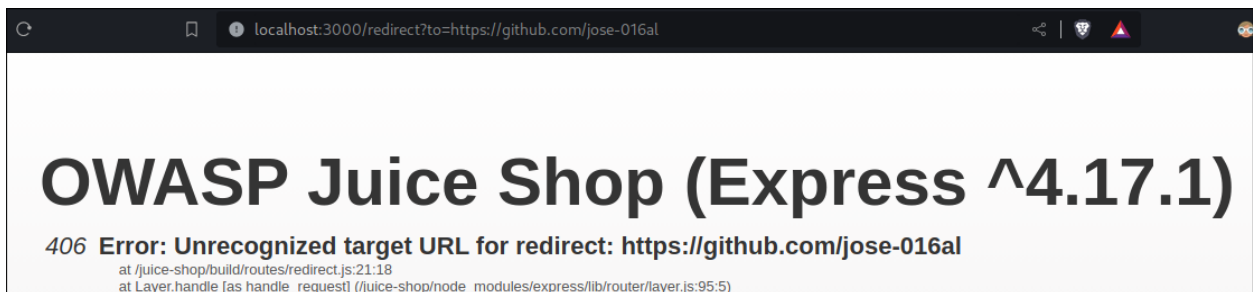 localhost:3000/redirect?to=https://github.com/jose-016al
OWASP Juice Shop (Express ^4.17.1)
406 Error: Unrecognized target URL for redirect: https://github.com/jose-016al
at /juice-shop/build/routes/redirect.js:21:18
at Layer.handle [as handle_request] (/juice-shop/node_modules/express/lib/router/layer.js:95:5)